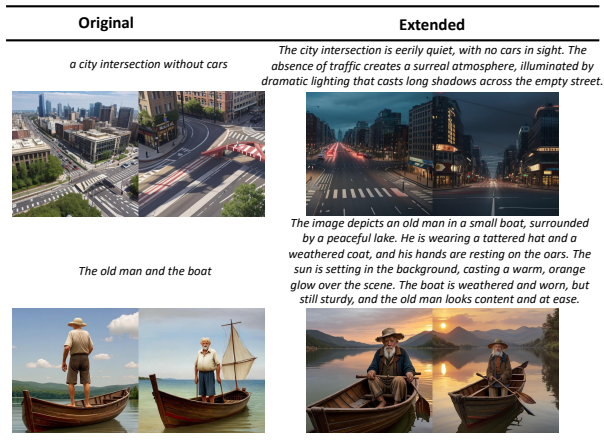 Original
Extended
a city intersection without cars
The city intersection is eerily quiet, with no cars in sight. The
absence of traffic creates a surreal atmosphere, illuminated by
dramatic lighting that casts long shadows across the empty street.
The old man and the boat
The image depicts an old man in a small boat, surrounded
by a peaceful lake. He is wearing a tattered hat and a
weathered coat, and his hands are resting on the oars. The
sun is setting in the background, casting a warm, orange
glow over the scene. The boat is weathered and worn, but
still sturdy, and the old man looks content and at ease.